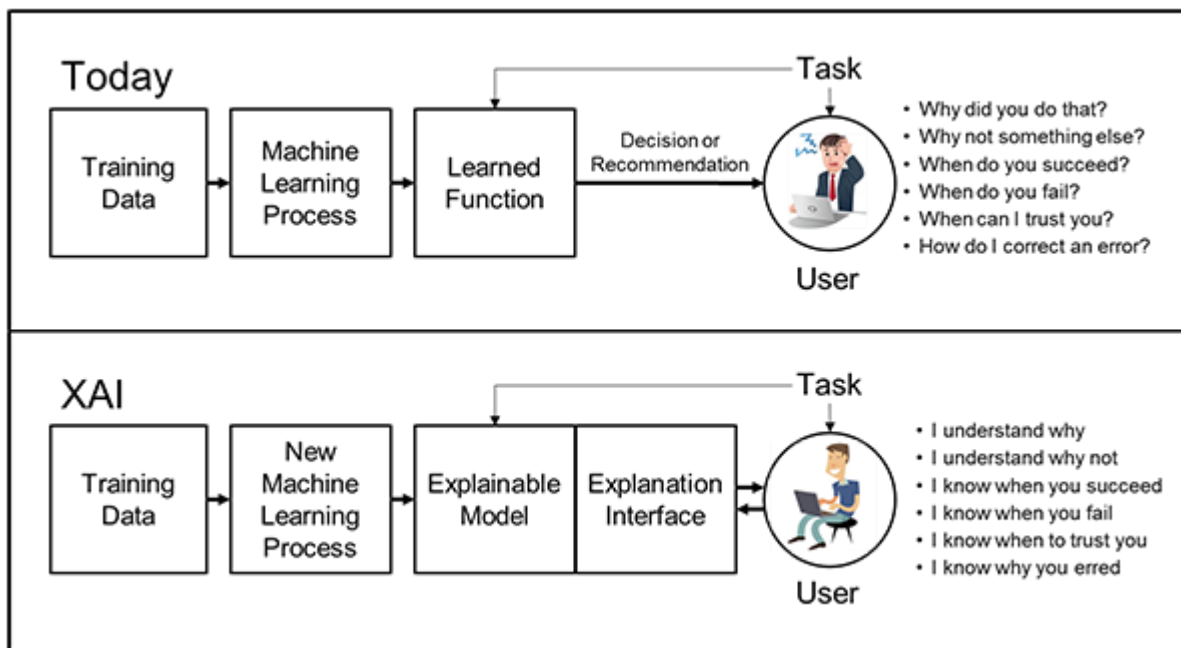 Today
Task
Training
Data
Machine
Learning
Process
Learned
Function
Decision or
Recommendation
User
• Why did you do that?
• Why not something else?
• When do you succeed?
• When do you fail?
• When can I trust you?
• How do I correct an error?
XAI
Task
Training
Data
New
Machine
Learning
Process
Explainable
Model
Explanation
Interface
User
• I understand why
• I understand why not
• I know when you succeed
• I know when you fail
• I know when to trust you
• I know why you erred